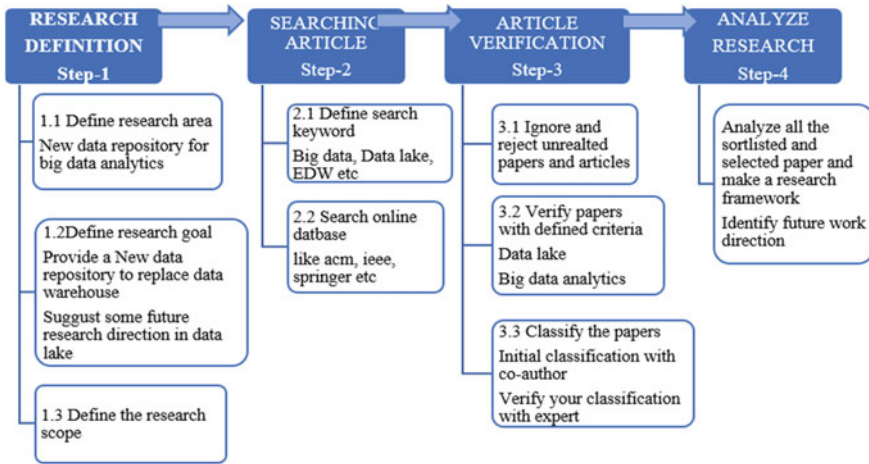 RESEARCH
DEFINITION
Step-1
1.1 Define research area
New data repository for
big data analytics
1.2Define research goal
Provide a New data
repository to replace data
warehouse
Suggust some future
research direction in data
lake
1.3 Define the research
scope
SEARCHING
ARTICLE
Step-2
2.1 Define search
keyword
Big data, Data lake,
EDW etc
2.2 Search online
datbase
like acm, ieee,
springer etc
ARTICLE
VERIFICATION
Step-3
3.1 Ignore and
reject unrealted
papers and articles
3.2 Verify papers
with defined criteria
Data lake
Big data analytics
3.3 Classify the papers
Initial classification with
co-author
Verify your classification
with expert
ANALYZE
RESEARCH
Step-4
Analyze all the
sortlisted and
selected paper and
make a research
framework
Identify future work
direction